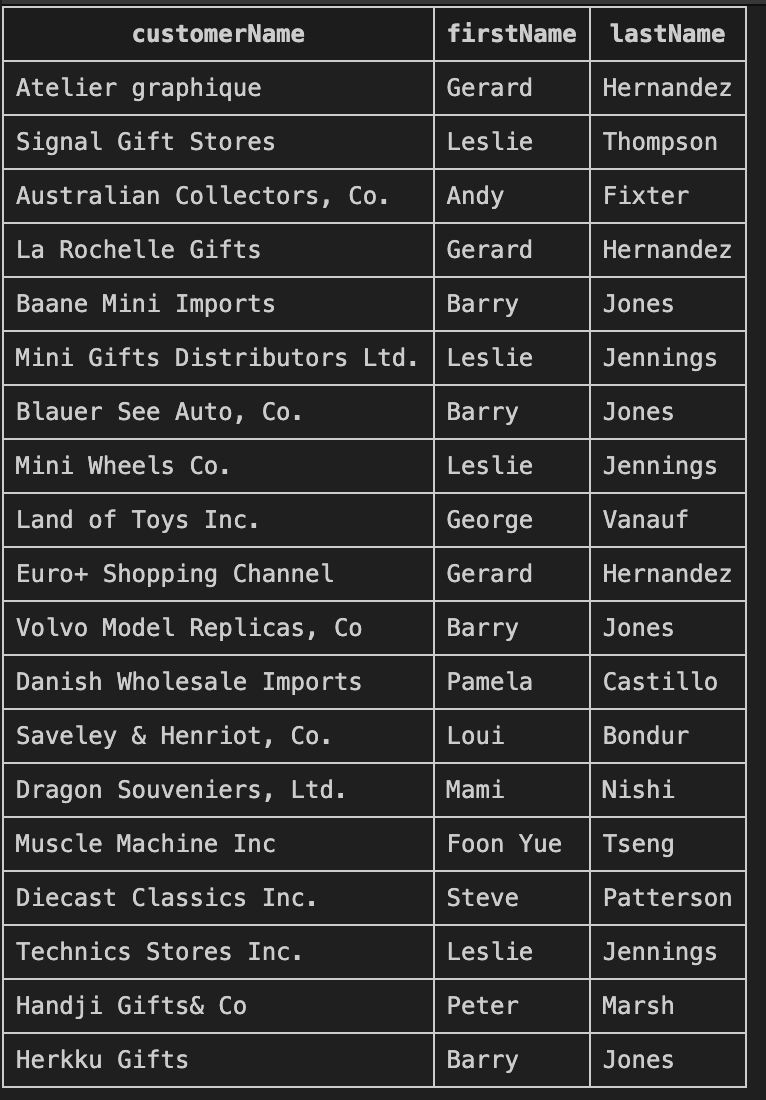 customerName firstName lastName
Atelier graphique Gerard Hernandez
Signal Gift Stores Leslie Thompson
Australian Collectors, Co. Andy Fixter
La Rochelle Gifts Gerard Hernandez
Baane Mini Imports Barry Jones
Mini Gifts Distributors Ltd. Leslie Jennings
Blauer See Auto, Co. Barry Jones
Mini Wheels Co. Leslie Jennings
Land of Toys Inc. George Vanauf
Euro+ Shopping Channel Gerard Hernandez
Volvo Model Replicas, Co Barry Jones
Danish Wholesale Imports Pamela Castillo
Saveley & Henriot, Co. Loui Bondur
Dragon Souveniers, Ltd. Mami Nishi
Muscle Machine Inc Foon Yue Tseng
Diecast Classics Inc. Steve Patterson
Technics Stores Inc. Leslie Jennings
Handji Gifts& Co Peter Marsh
Herkku Gifts Barry Jones